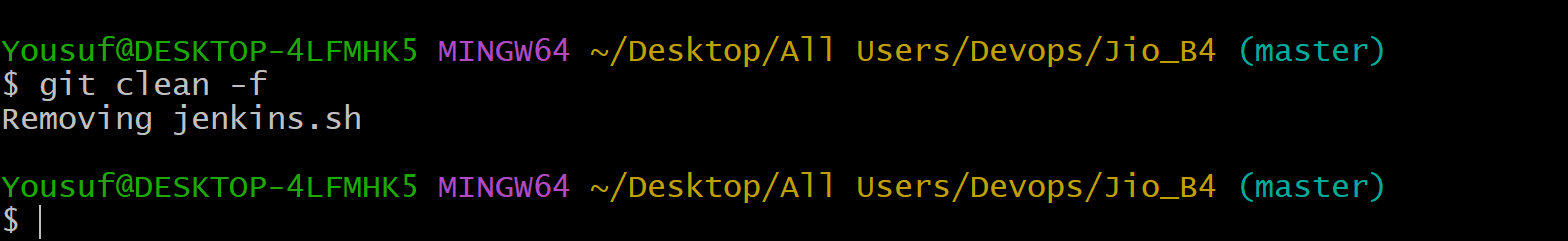 Yousuf@DESKTOP-4LFMHK5 MINGW64 ~/Desktop/All Users/Devops/Jio_B4 (master)
$ git clean -f
Removing jenkins.sh
Yousuf@DESKTOP-4LFMHK5 MINGW64 ~/Desktop/All Users/Devops/Jio_B4 (master)
$